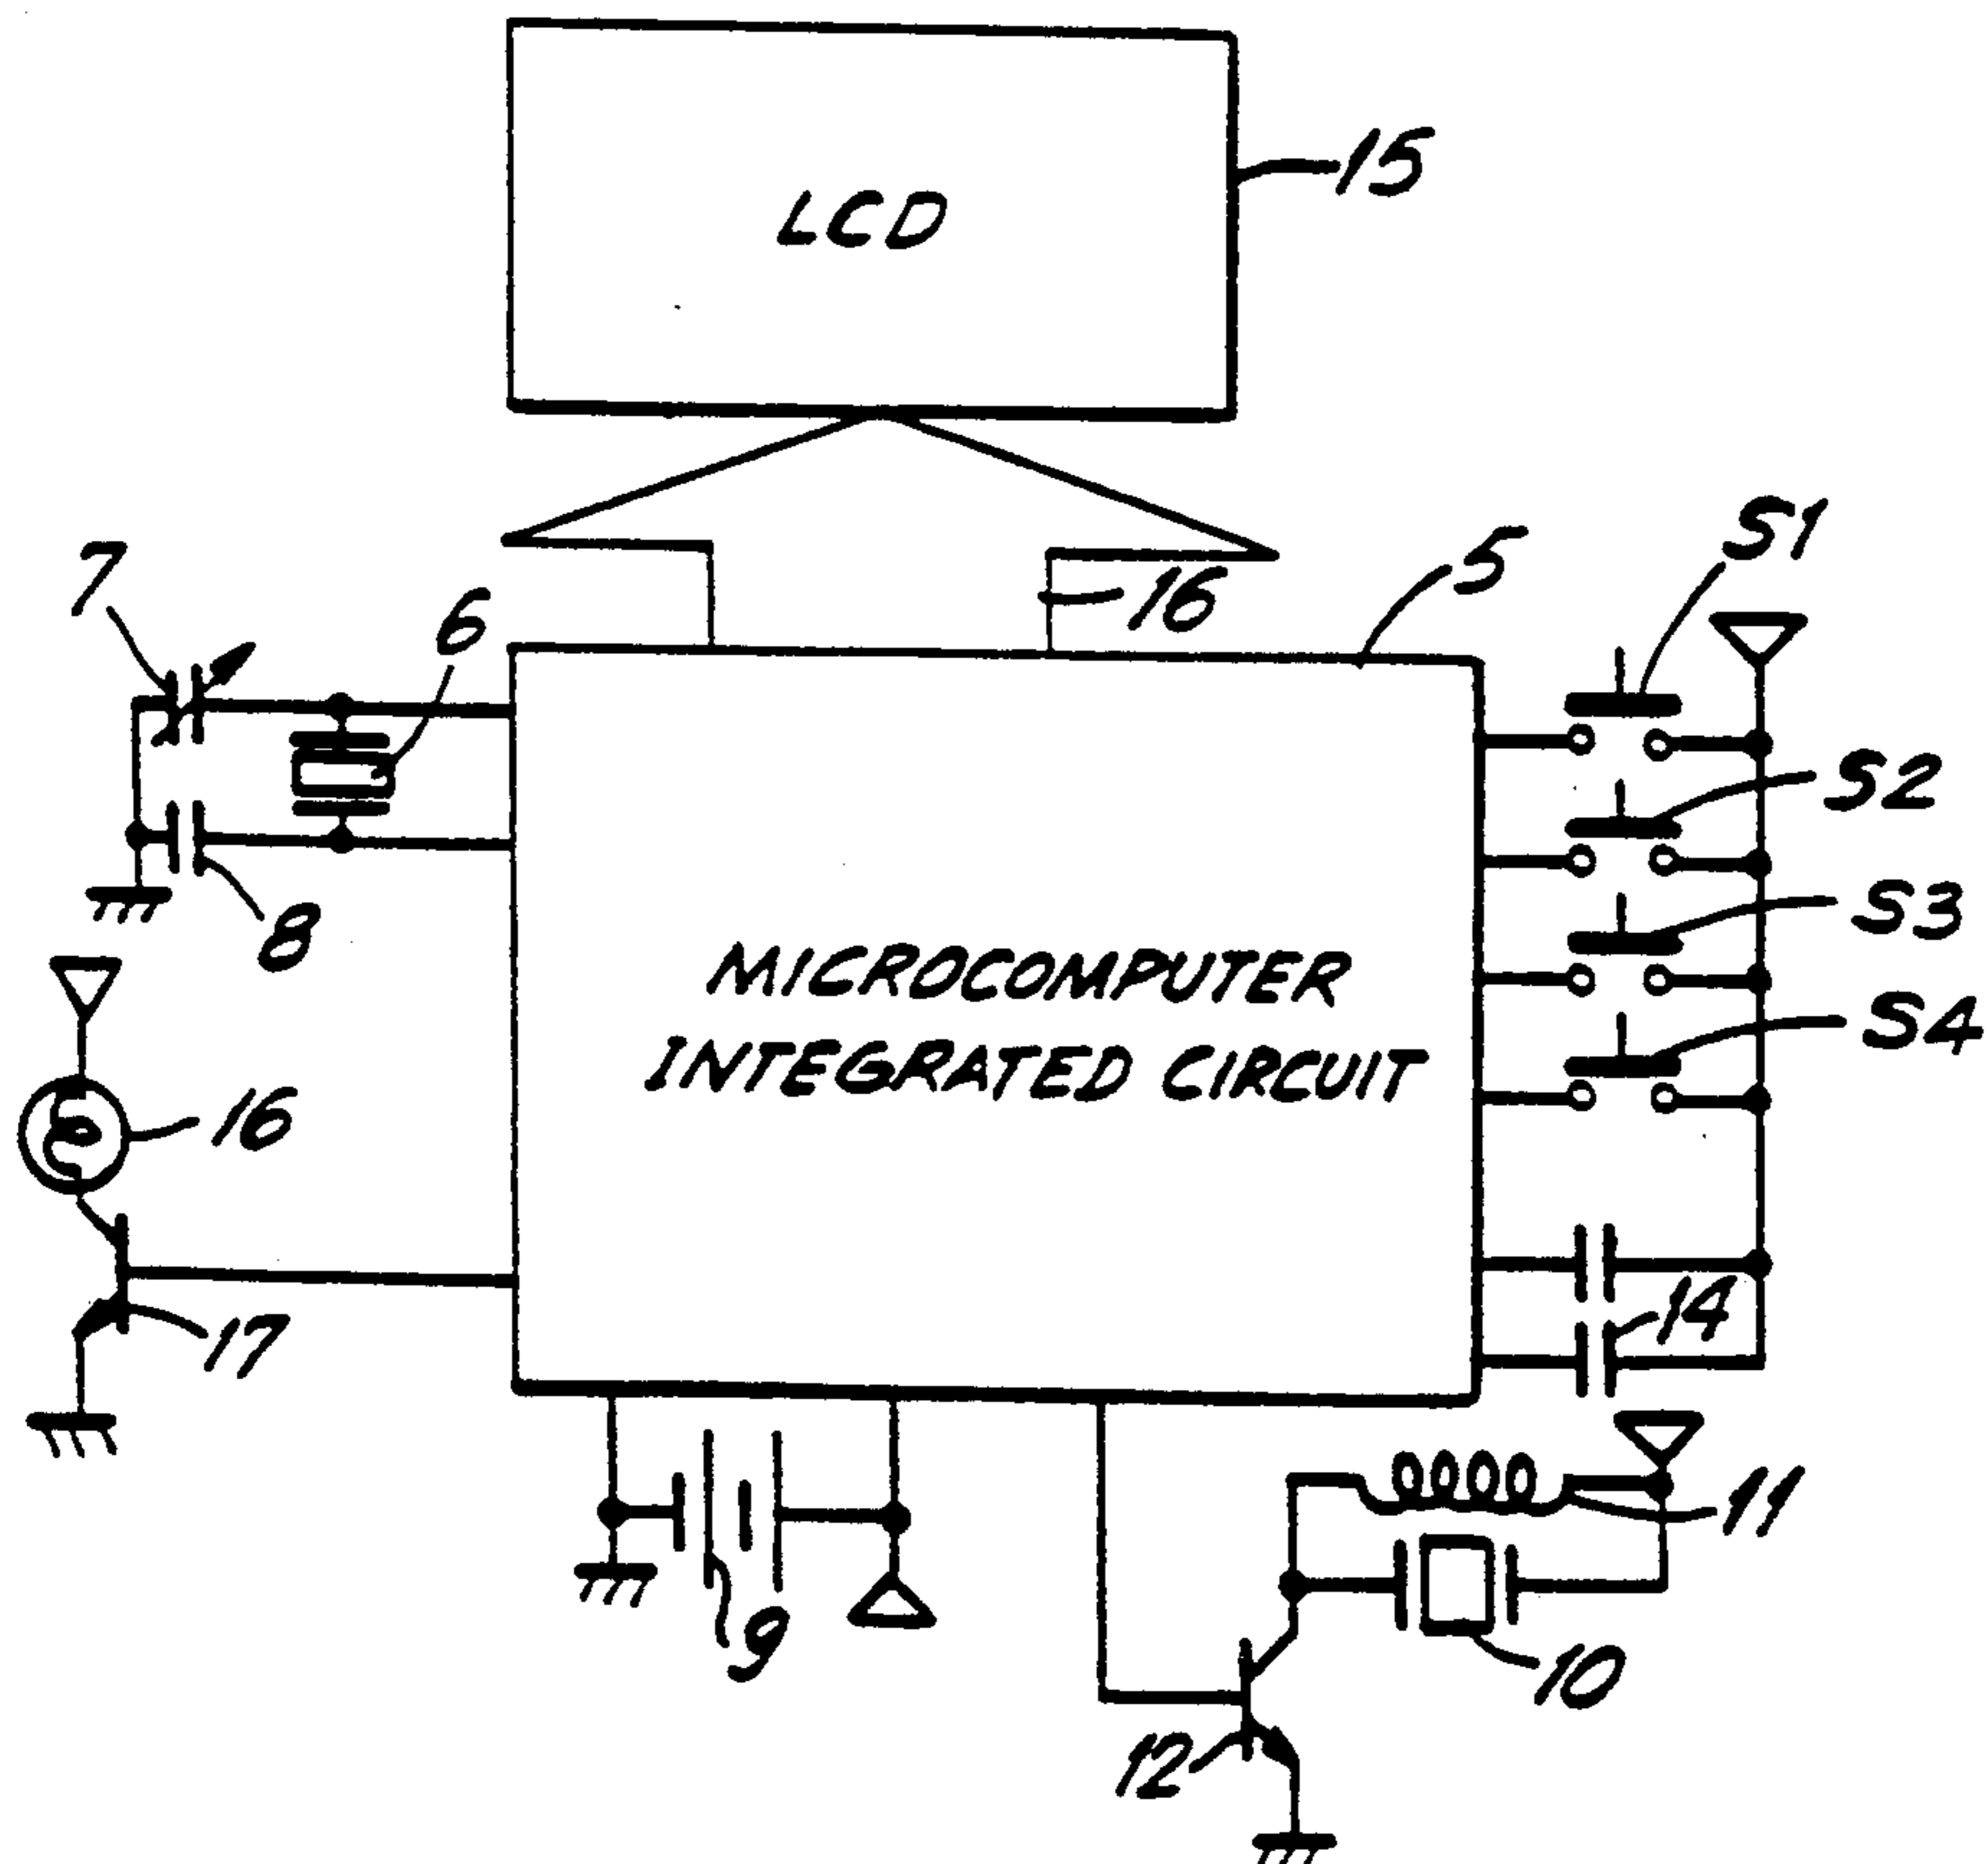 LCD
15
S1
7
6
16
5
S2
S3
8
MICROCOMPUTER
INTEGRATED CIRCUIT
S4
16
14
17
11
9
10
12